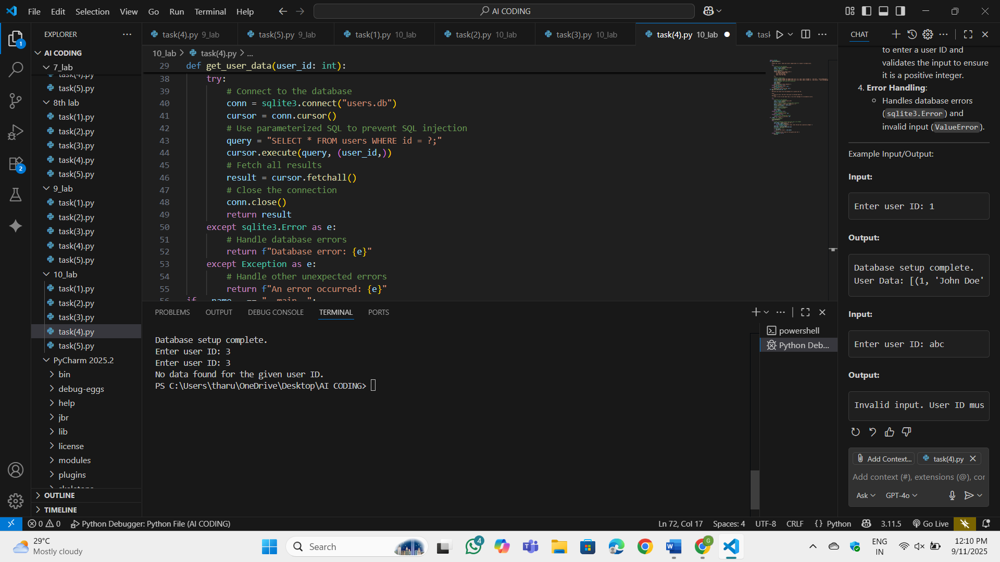 File Edit Selection View Go Run Terminal Help
AI CODING
EXPLORER
AI CODING
7_lab
task(4).py
task(5).py
8th lab
task(1).py
task(2).py
task(3).py
task(4).py
task(5).py
9_lab
task(1).py
task(2).py
task(3).py
task(4).py
task(5).py
10_lab
task(1).py
task(2).py
task(3).py
task(4).py
task(5).py
PyCharm 2025.2
bin
debug-eggs
help
jbr
lib
license
modules
plugins
OUTLINE
TIMELINE
1
2
task(4).py 9_lab task(5).py 9_lab task(1).py 10_lab task(2).py 10_lab task(3).py 10_lab task(4).py 10_lab
10_lab > task(4).py > ...
29 def get_user_data(user_id: int):
38 try:
39 # Connect to the database
40 conn = sqlite3.connect("users.db")
41 cursor = conn.cursor()
42 # Use parameterized SQL to prevent SQL injection
43 query = "SELECT * FROM users WHERE id = ?;"
44 cursor.execute(query, (user_id,))
45 # Fetch all results
46 result = cursor.fetchall()
47 # Close the connection
48 conn.close()
49 return result
50 except sqlite3.Error as e:
51 # Handle database errors
52 return f"Database error: {e}"
53 except Exception as e:
54 # Handle other unexpected errors
55 return f"An error occurred: {e}"
56 if __name__ == "__main__":
PROBLEMS OUTPUT DEBUG CONSOLE TERMINAL PORTS
Database setup complete.
Enter user ID: 3
Enter user ID: 3
No data found for the given user ID.
PS C:\Users\tharu\OneDrive\Desktop\AI CODING>
powershell
Python Deb...
CHAT
to enter a user ID and
validates the input to ensure
it is a positive integer.
4. Error Handling:
Handles database errors
(sqlite3.Error) and
invalid input (ValueError).
Example Input/Output:
Input:
Enter user ID: 1
Output:
Database setup complete.
User Data: [(1, 'John Doe'
Input:
Enter user ID: abc
Output:
Invalid input. User ID mus
Add Context... task(4).py
Add context (#), extensions (@), cor
Ask GPT-4o
0 0 Python Debugger: Python File (AI CODING)
Ln 72, Col 17 Spaces: 4 UTF-8 CRLF {} Python 3.11.5 Go Live
29°C
Mostly cloudy
Search
4
G
ENG
IN
12:10 PM
9/11/2025